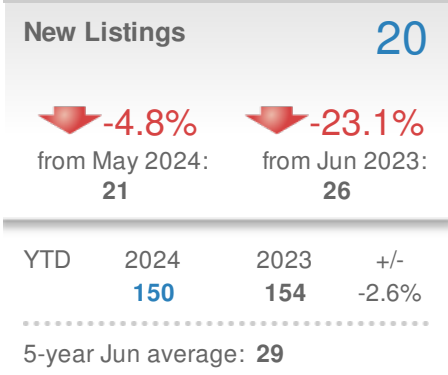 New Listings 20
-4.8% -23.1%
from May 2024: from Jun 2023:
21 26
YTD 2024 2023 +/-
150 154 -2.6%
5-year Jun average: 29